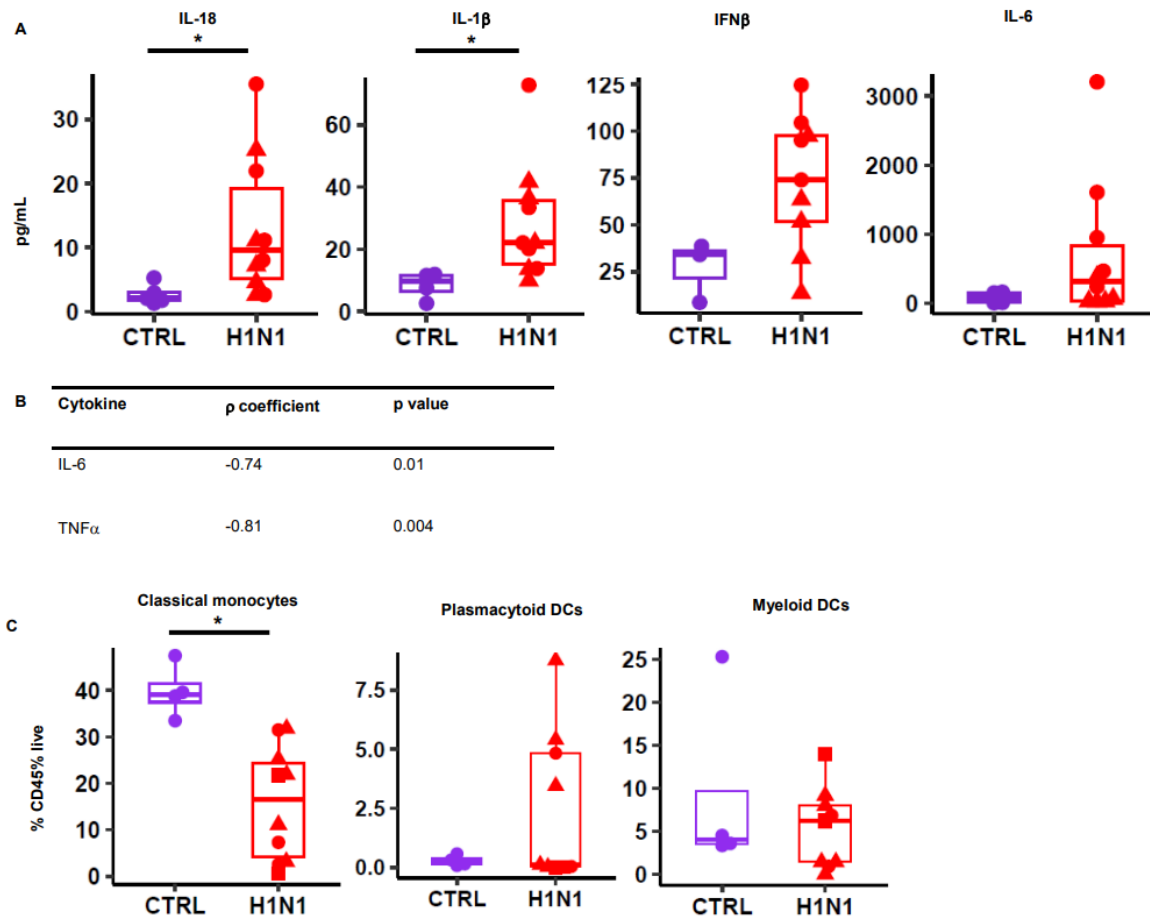 A
IL-18
IL-1β
IFNβ
IL-6
*
*
pg/mL
30
20
10
0
CTRL
H1N1
60
40
20
0
CTRL
H1N1
125
100
75
50
25
CTRL
H1N1
3000
2000
1000
0
CTRL
H1N1
B
Cytokine ρ coefficient p value
IL-6 -0.74 0.01
TNFα -0.81 0.004
C
Classical monocytes
Plasmacytoid DCs
Myeloid DCs
*
% CD45% live
40
30
20
10
0
CTRL
H1N1
7.5
5.0
2.5
0.0
CTRL
H1N1
25
20
15
10
5
0
CTRL
H1N1